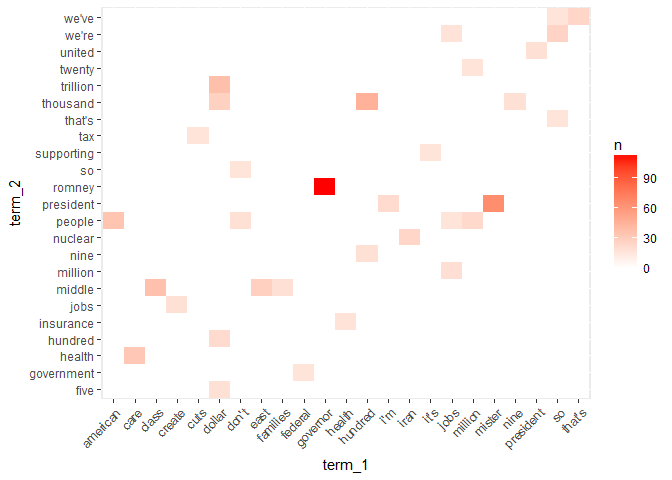 we've
we're
united
twenty
trillion
thousand
that's
tax
supporting
so
romney
president
people
nuclear
nine
million
middle
jobs
insurance
hundred
health
government
five
term_2
american
care
class
create
cuts
dollar
don't
east
families
federal
governor
health
hundred
I'm
iran
it's
jobs
million
mister
nine
president
so
that's
term_1
n
90
60
30
0